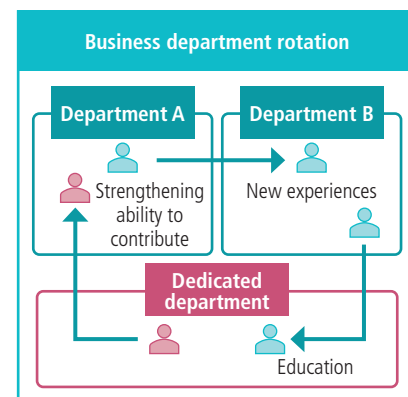 Business department rotation
Department A
Department B
Strengthening
ability to
contribute
New experiences
Dedicated
department
Education